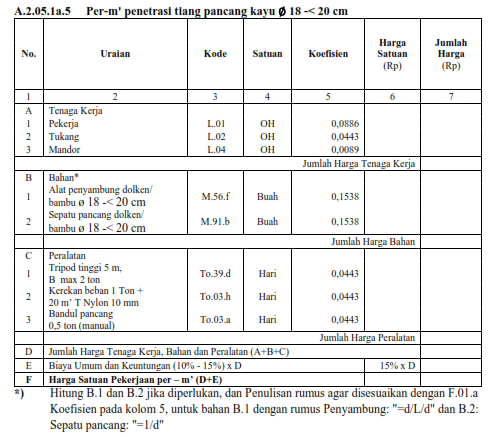 A.2.05.1a.5 Per-m' penetrasi tiang pancang kayu Ø 18 -< 20 cm
No. Uraian Kode Satuan Koefisien Harga Satuan (Rp) Jumlah Harga (Rp)
1 2 3 4 5 6 7
A Tenaga Kerja
1 Pekerja L.01 OH 0,0886
2 Tukang L.02 OH 0,0443
3 Mandor L.04 OH 0,0089
Jumlah Harga Tenaga Kerja
B Bahan*
1 Alat penyambung dolken/
bambu ø 18 -< 20 cm M.56.f Buah 0,1538
2 Sepatu pancang dolken/
bambu ø 18 -< 20 cm M.91.b Buah 0,1538
Jumlah Harga Bahan
C Peralatan
1 Tripod tinggi 5 m,
B max 2 ton To.39.d Hari 0,0443
2 Kerekan beban 1 Ton +
20 m' T Nylon 10 mm To.03.h Hari 0,0443
3 Bandul pancang
0,5 ton (manual) To.03.a Hari 0,0443
Jumlah Harga Peralatan
D Jumlah Harga Tenaga Kerja, Bahan dan Peralatan (A+B+C)
E Biaya Umum dan Keuntungan (10% - 15%) x D 15% x D
F Harga Satuan Pekerjaan per – m' (D+E)
*) Hitung B.1 dan B.2 jika diperlukan, dan Penulisan rumus agar disesuaikan dengan F.01.a
Koefisien pada kolom 5, untuk bahan B.1 dengan rumus Penyambung: "=d/L/d" dan B.2:
Sepatu pancang: "=1/d"